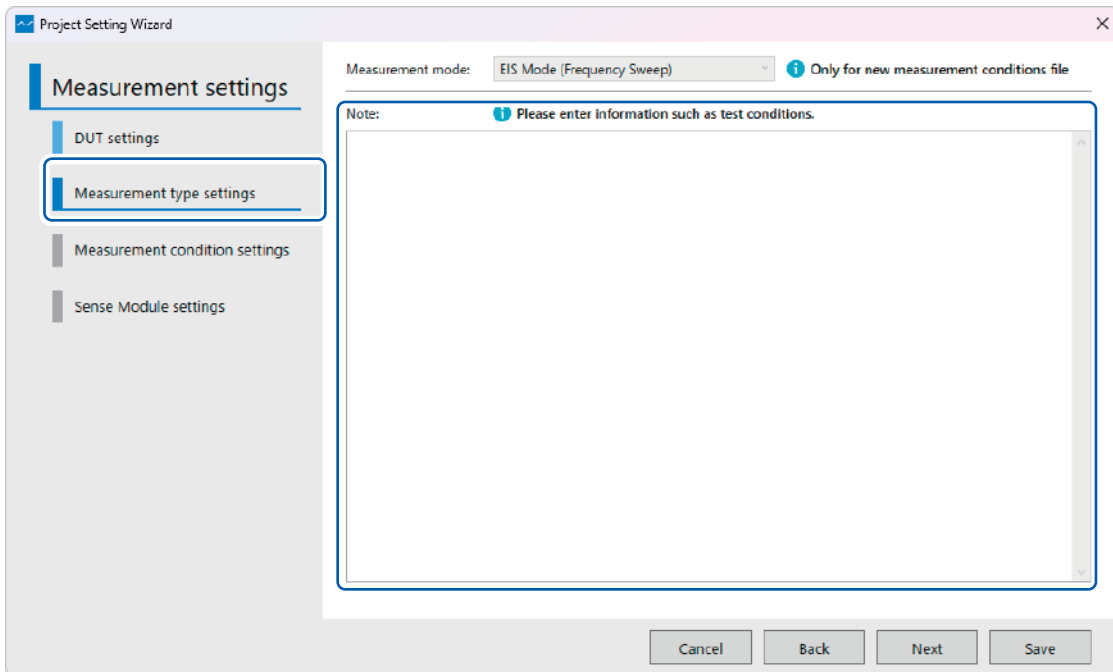 Project Setting Wizard
Measurement settings
DUT settings
Measurement type settings
Measurement condition settings
Sense Module settings
Measurement mode: EIS Mode (Frequency Sweep) Only for new measurement conditions file
Note: Please enter information such as test conditions.
Cancel Back Next Save